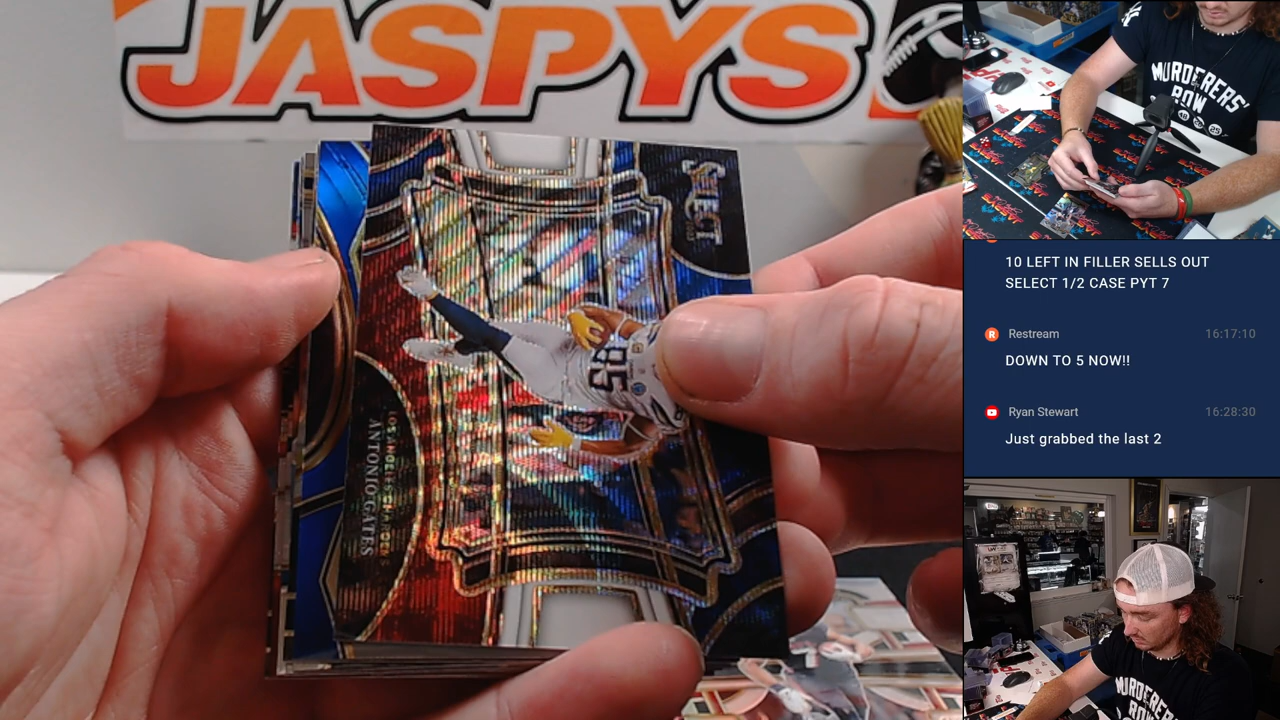 JASPYS
SELECT
85
LOS ANGELES CHARGERS
ANTONIO GATES
MURDERERS'
ROW
10 LEFT IN FILLER SELLS OUT
SELECT 1/2 CASE PYT 7
R Restream 16:17:10
DOWN TO 5 NOW!!
Ryan Stewart 16:28:30
Just grabbed the last 2
MURDERERS'
ROW